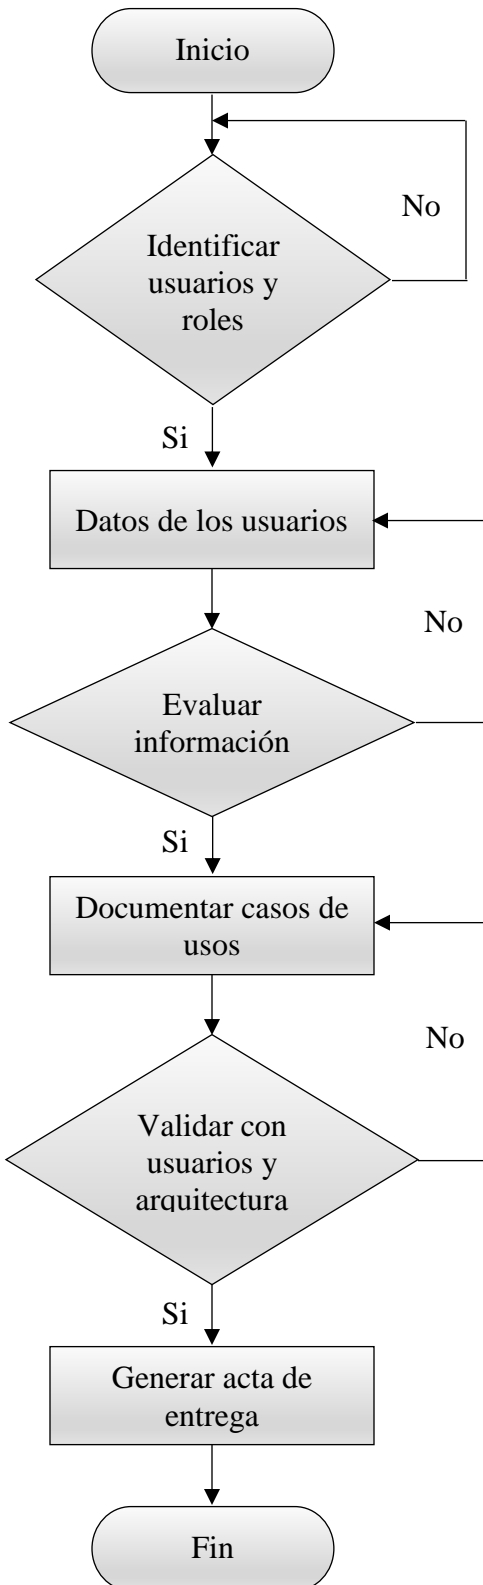 Inicio
No
Identificar
usuarios y
roles
Si
Datos de los usuarios
No
Evaluar
información
Si
Documentar casos de
usos
No
Validar con
usuarios y
arquitectura
Si
Generar acta de
entrega
Fin